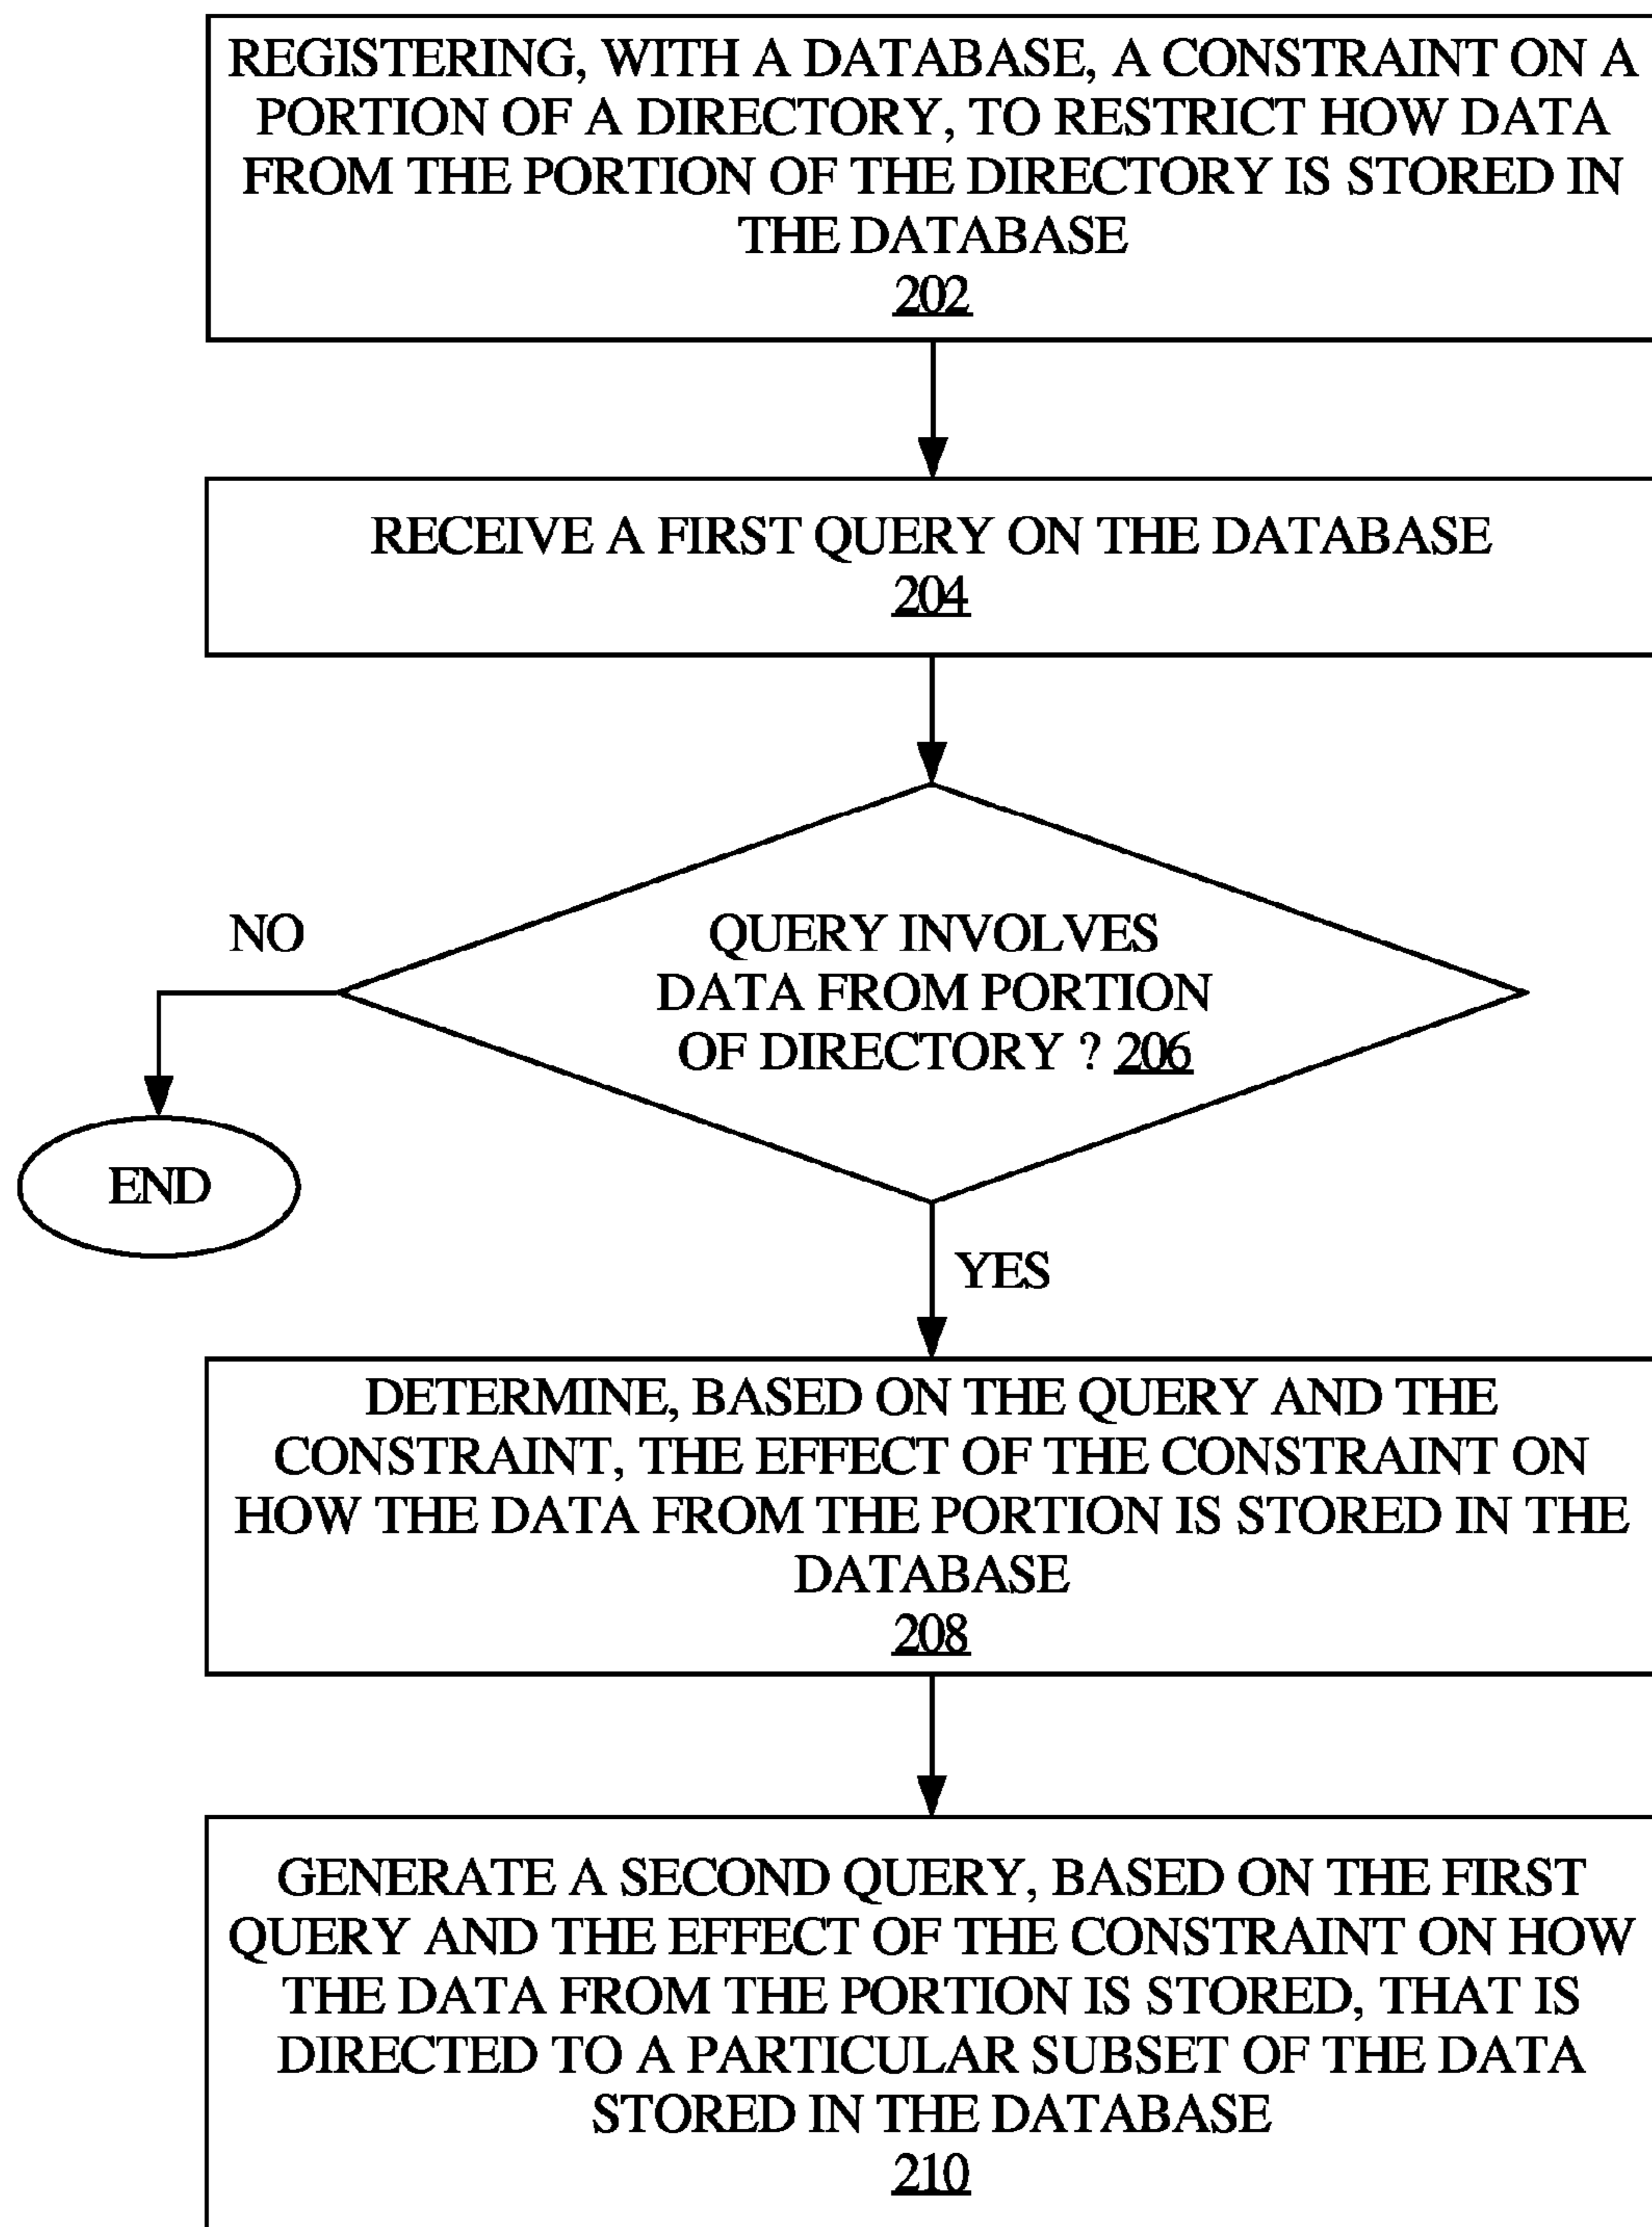 REGISTERING, WITH A DATABASE, A CONSTRAINT ON A
PORTION OF A DIRECTORY, TO RESTRICT HOW DATA
FROM THE PORTION OF THE DIRECTORY IS STORED IN
THE DATABASE
202
RECEIVE A FIRST QUERY ON THE DATABASE
204
QUERY INVOLVES
DATA FROM PORTION
OF DIRECTORY ? 206
NO
END
YES
DETERMINE, BASED ON THE QUERY AND THE
CONSTRAINT, THE EFFECT OF THE CONSTRAINT ON
HOW THE DATA FROM THE PORTION IS STORED IN THE
DATABASE
208
GENERATE A SECOND QUERY, BASED ON THE FIRST
QUERY AND THE EFFECT OF THE CONSTRAINT ON HOW
THE DATA FROM THE PORTION IS STORED, THAT IS
DIRECTED TO A PARTICULAR SUBSET OF THE DATA
STORED IN THE DATABASE
210